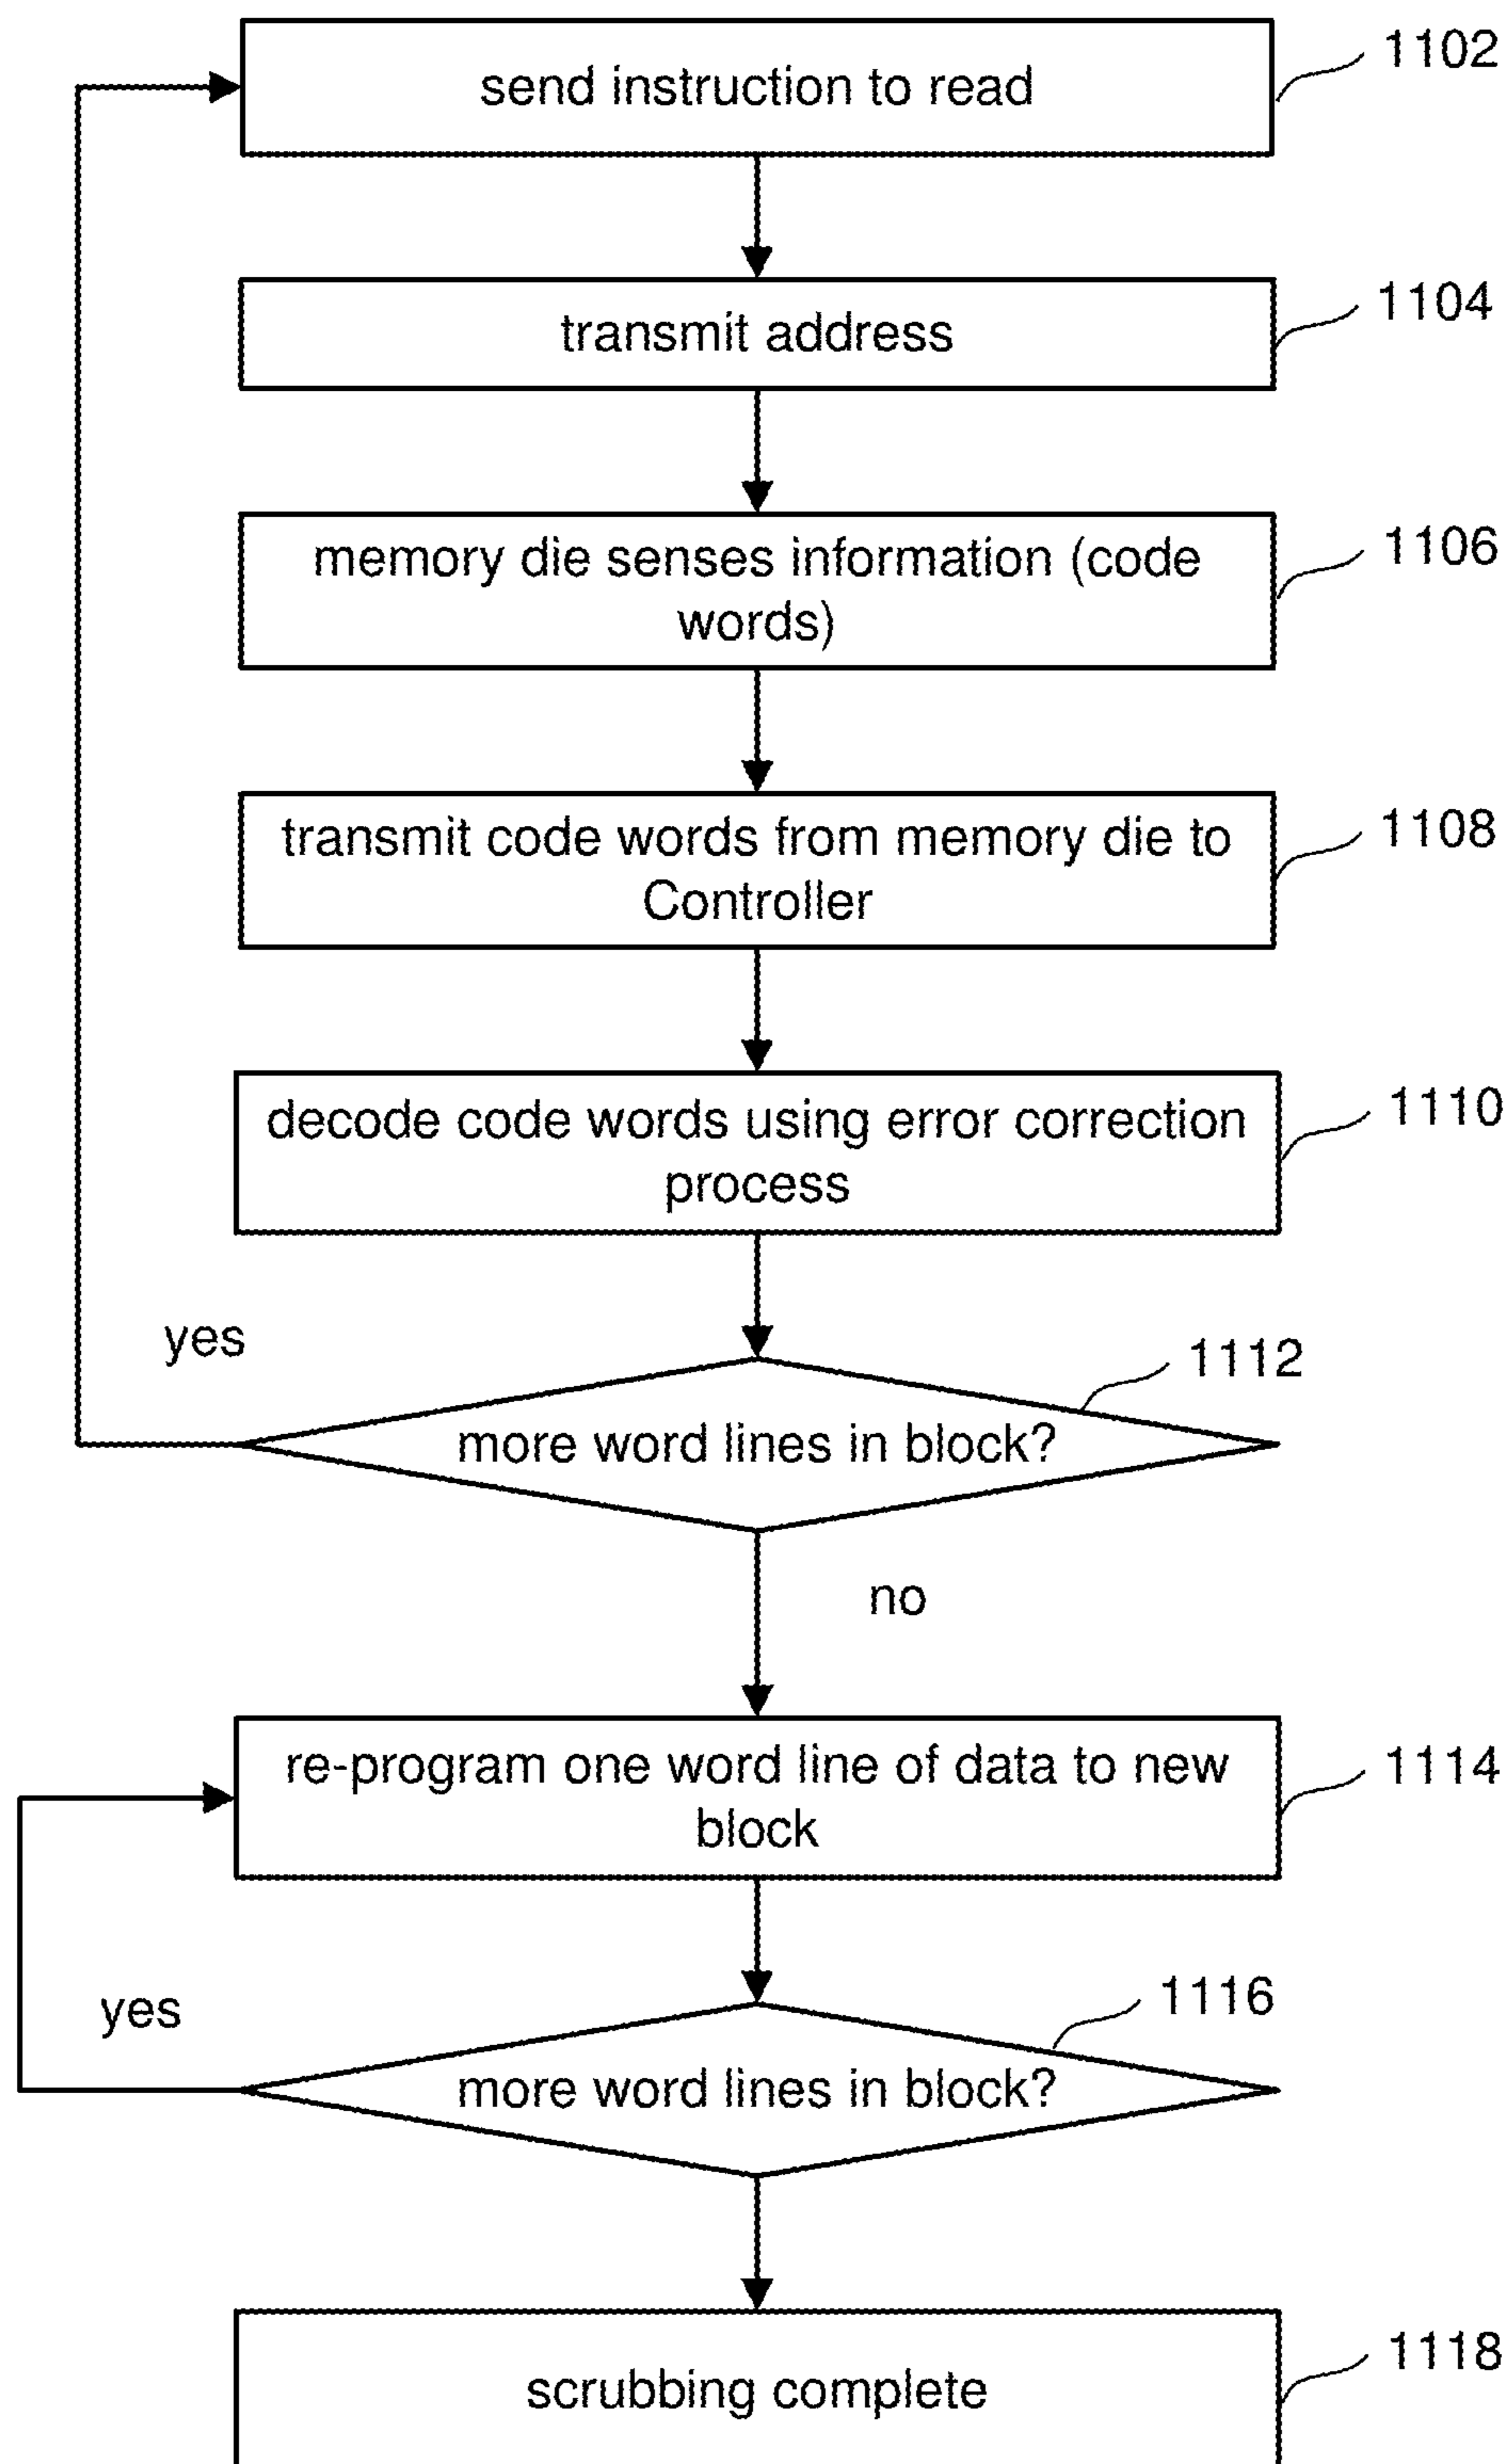 send instruction to read
1102
transmit address
1104
memory die senses information (code
words)
1106
transmit code words from memory die to
Controller
1108
decode code words using error correction
process
1110
yes
1112
more word lines in block?
no
re-program one word line of data to new
block
1114
yes
1116
more word lines in block?
scrubbing complete
1118